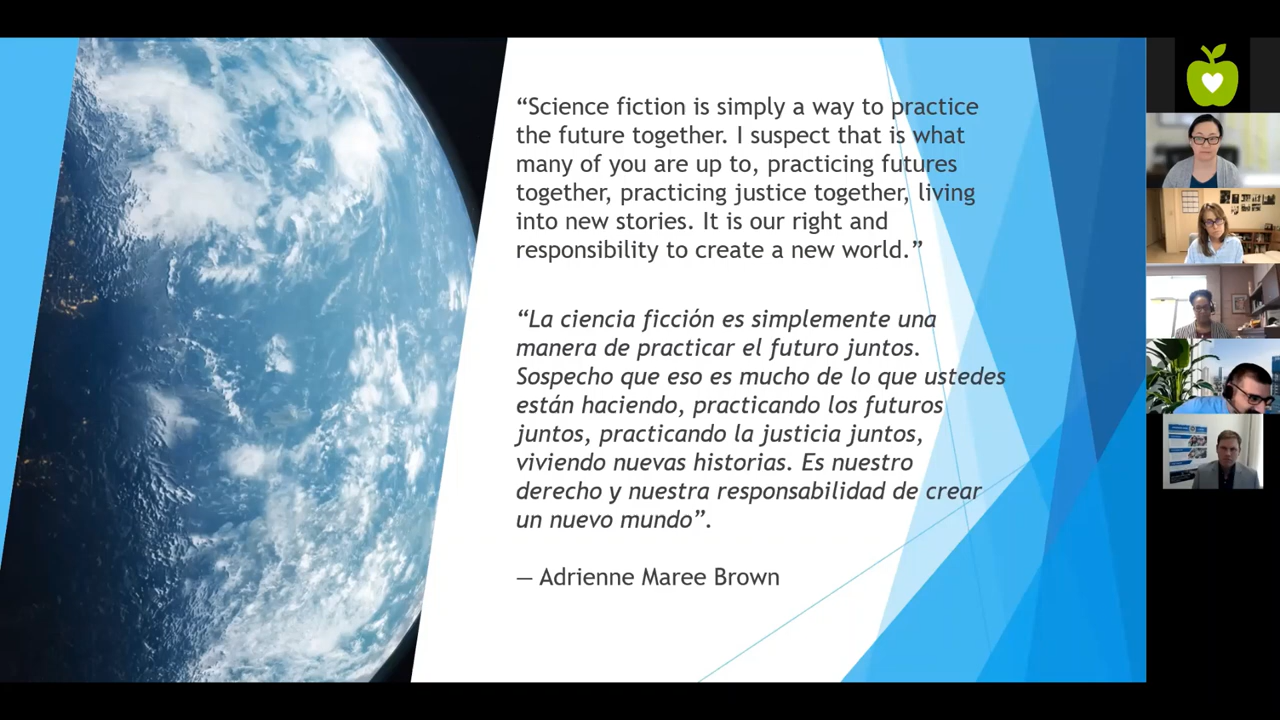 “Science fiction is simply a way to practice
the future together. I suspect that is what
many of you are up to, practicing futures
together, practicing justice together, living
into new stories. It is our right and
responsibility to create a new world.”
“La ciencia ficción es simplemente una
manera de practicar el futuro juntos.
Sospecho que eso es mucho de lo que ustedes
están haciendo, practicando los futuros
juntos, practicando la justicia juntos,
viviendo nuevas historias. Es nuestro
derecho y nuestra responsabilidad de crear
un nuevo mundo”.
— Adrienne Maree Brown